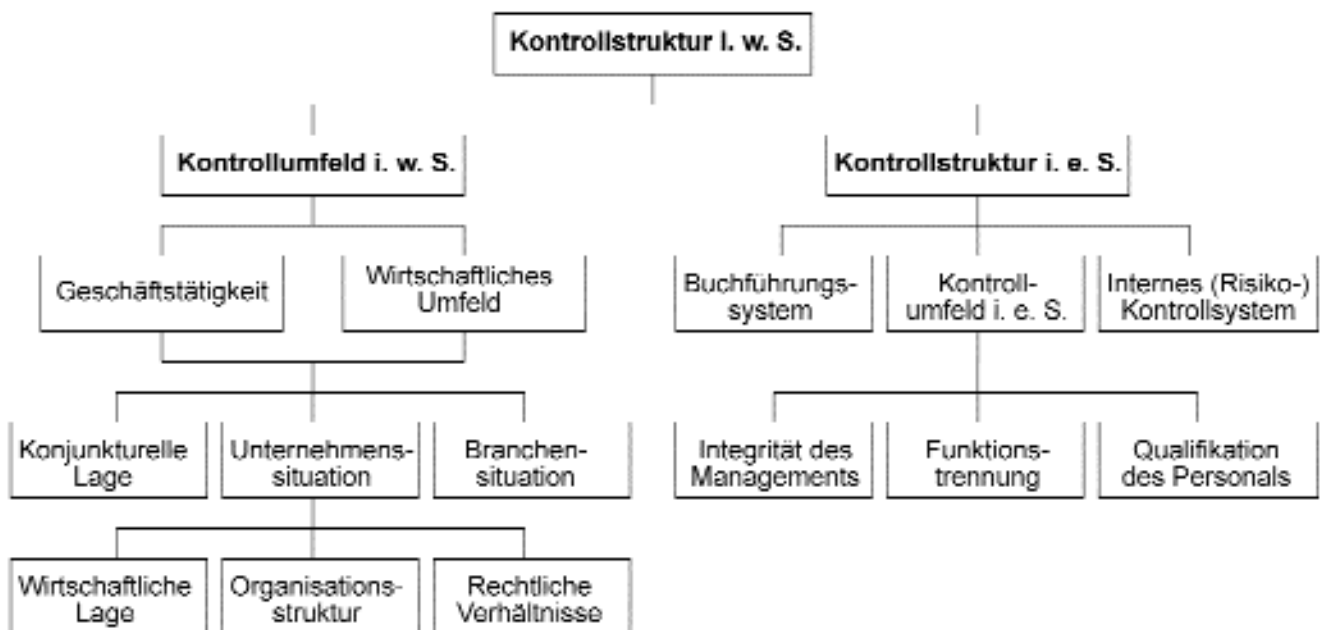 Kontrollstruktur i. w. S.
Kontrollumfeld i. w. S.
Kontrollstruktur i. e. S.
Geschäftstätigkeit
Wirtschaftliches
Umfeld
Buchführungs-
system
Kontroll-
umfeld i. e. S.
Internes (Risiko-)
Kontrollsystem
Konjunkturelle
Lage
Unternehmens-
situation
Branchen-
situation
Integrität des
Managements
Funktions-
trennung
Qualifikation
des Personals
Wirtschaftliche
Lage
Organisations-
struktur
Rechtliche
Verhältnisse